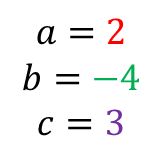 a = 2
b = −4
c = 3